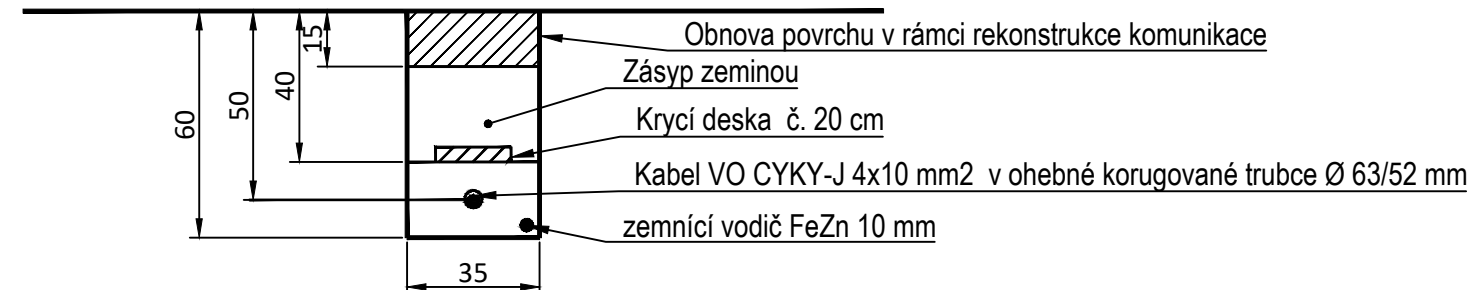 15
Obnova povrchu v rámci rekonstrukce komunikace
Zásyp zeminou
40
50
60
Krycí deska č. 20 cm
Kabel VO CYKY-J 4x10 mm2 v ohebné korugované trubce Ø 63/52 mm
zemnící vodič FeZn 10 mm
35